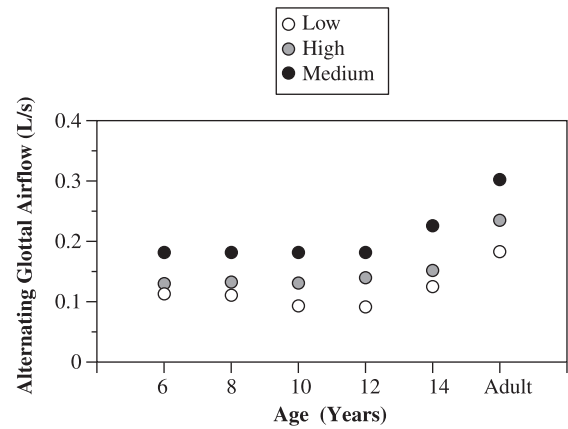 Low
High
Medium
Alternating Glottal Airflow (L/s)
0.4
0.3
0.2
0.1
0
6 8 10 12 14 Adult
Age (Years)